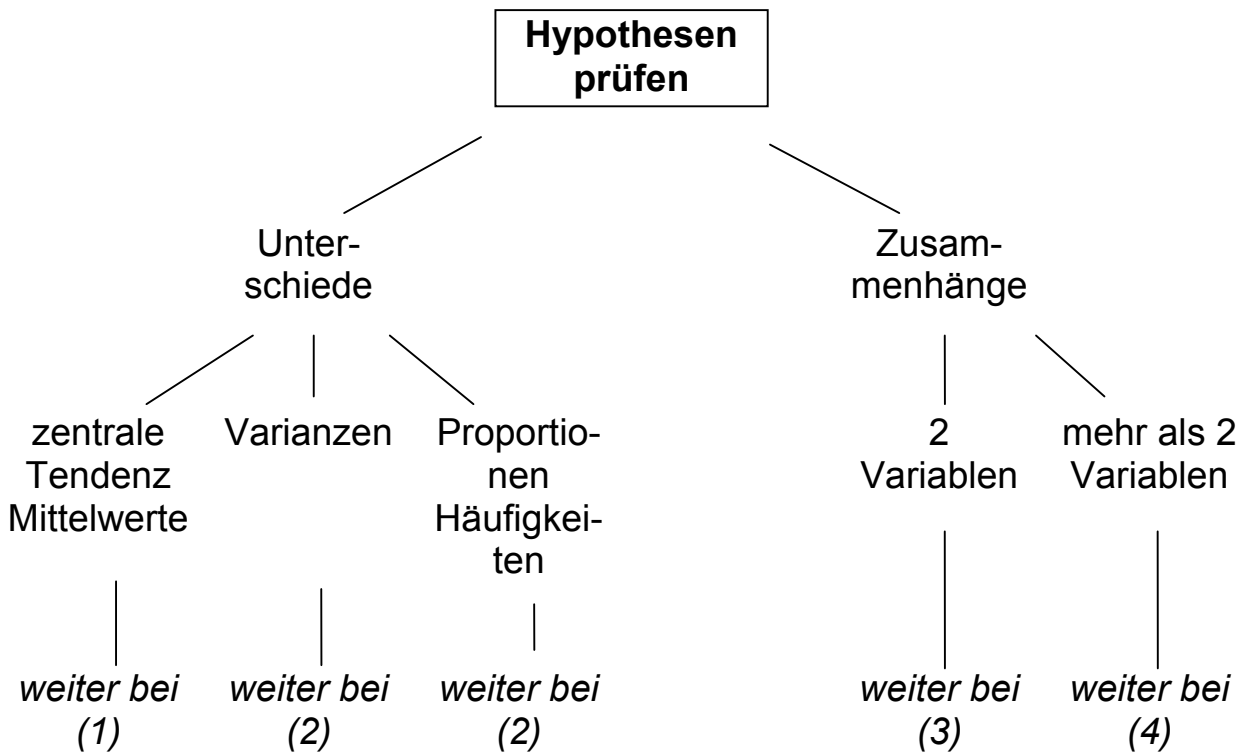 Hypothesen
prüfen
Unter-
schiede
Zusam-
menhänge
zentrale
Tendenz
Mittelwerte
Varianzen
Proportio-
nen
Häufigkei-
ten
2
Variablen
mehr als 2
Variablen
weiter bei
(1)
weiter bei
(2)
weiter bei
(2)
weiter bei
(3)
weiter bei
(4)